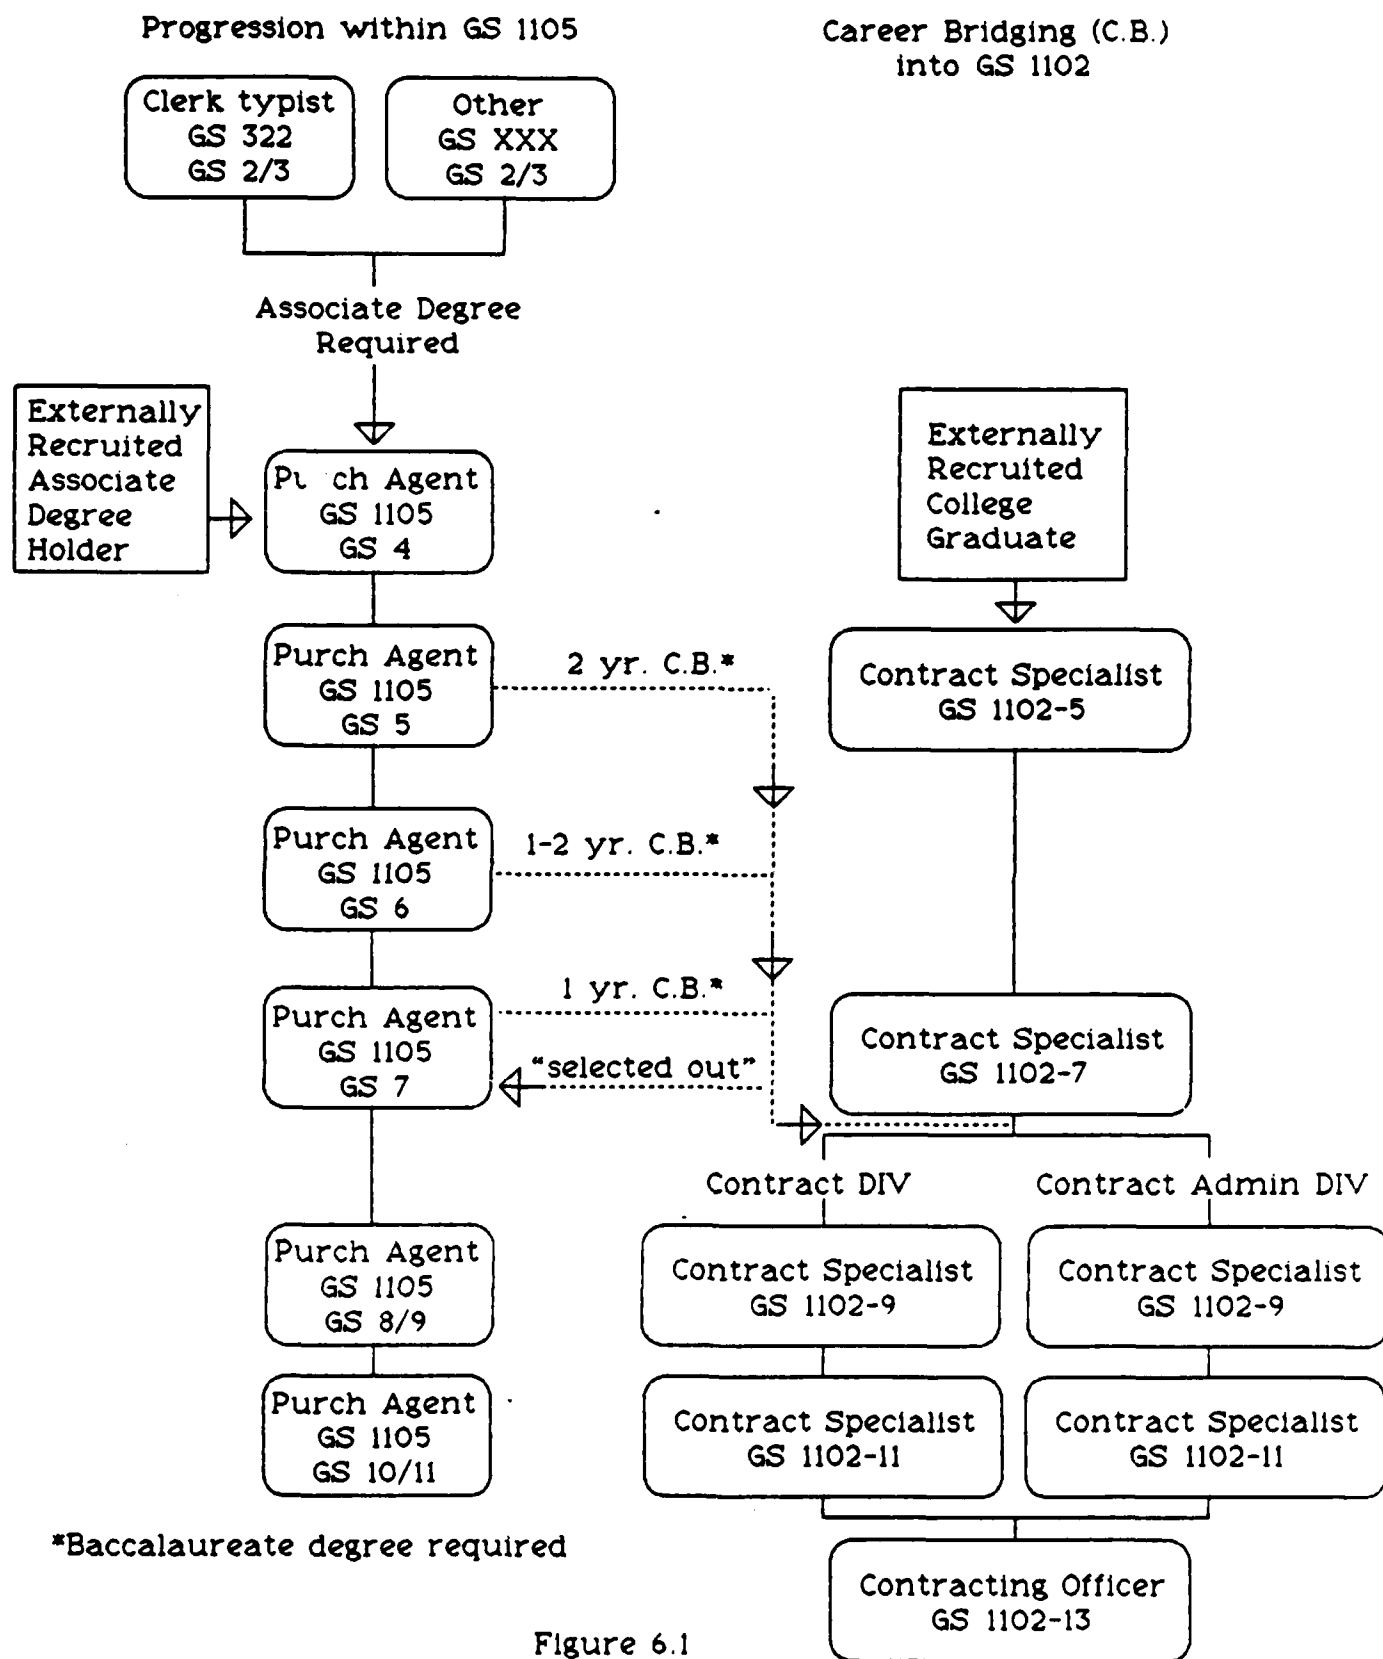 Progression within GS 1105
Career Bridging (C.B.)
into GS 1102
Clerk typist
GS 322
GS 2/3
Other
GS XXX
GS 2/3
Associate Degree
Required
Externally
Recruited
Associate
Degree
Holder
Agent
GS 1105
GS 4
Externally
Recruited
College
Graduate
Purch Agent
GS 1105
GS 5
2 yr. C.B.*
Contract Specialist
GS 1102-5
Purch Agent
GS 1105
GS 6
1-2 yr. C.B.*
Purch Agent
GS 1105
GS 7
1 yr. C.B.*
"selected out"
Contract Specialist
GS 1102-7
Contract DIV
Contract Admin DIV
Purch Agent
GS 1105
GS 8/9
Contract Specialist
GS 1102-9
Contract Specialist
GS 1102-9
Purch Agent
GS 1105
GS 10/11
Contract Specialist
GS 1102-11
Contract Specialist
GS 1102-11
*Baccalaureate degree required
Contracting Officer
GS 1102-13
Figure 6.1